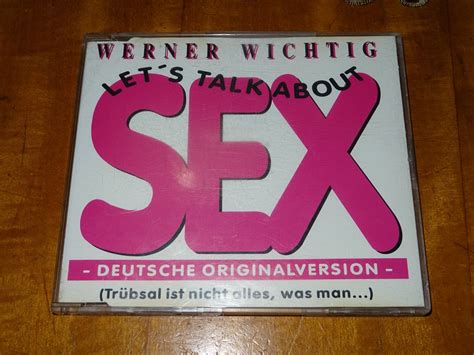 WERNER WICHTIG
LET'S TALK ABOUT
SEX
- DEUTSCHE ORIGINALVERSION -
(Trübsal ist nicht alles, was man...)